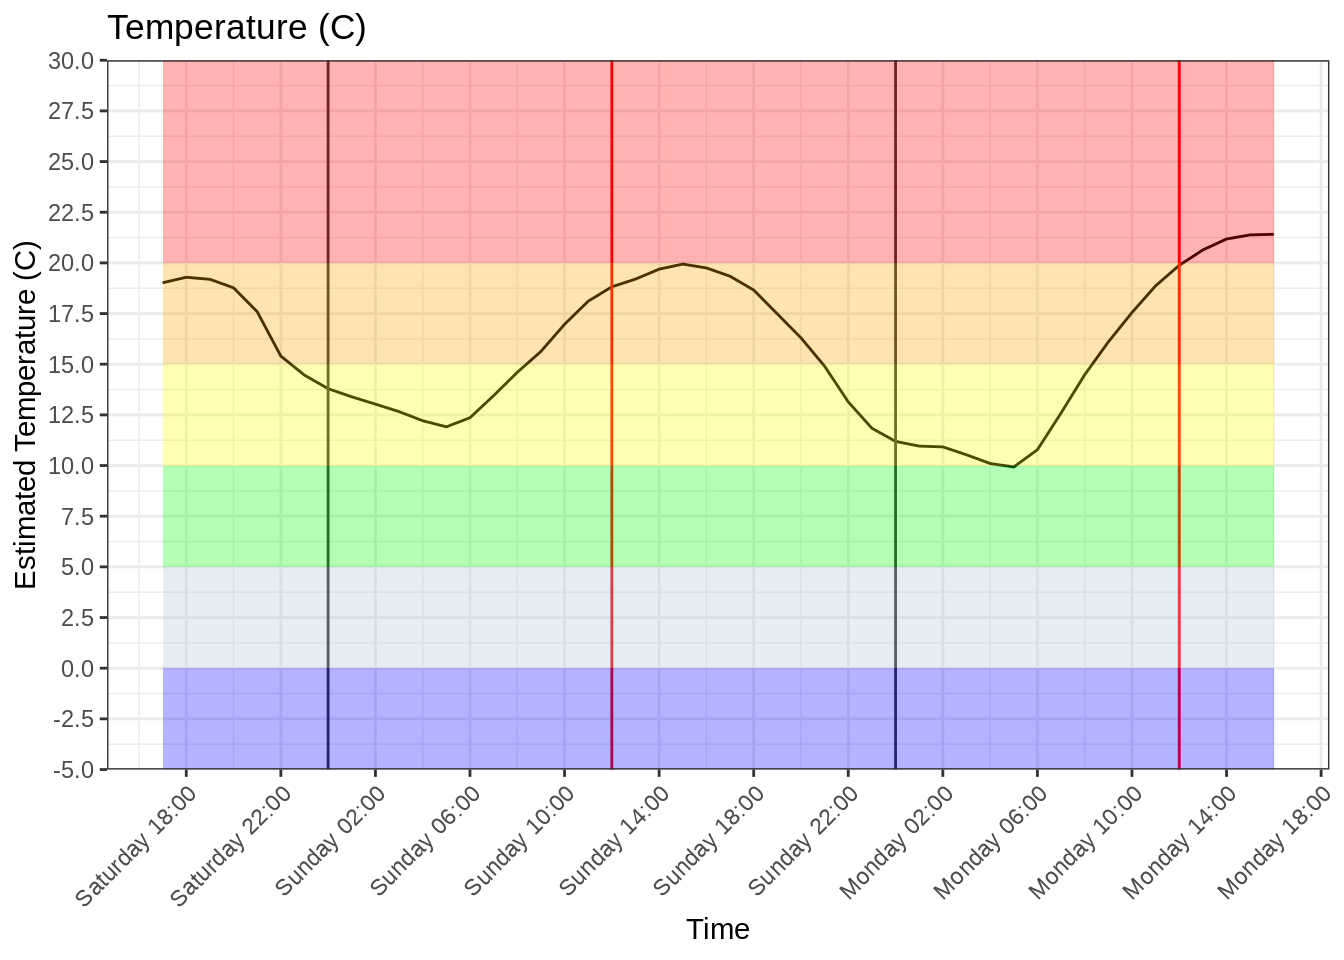 Temperature (C)
30.0
27.5
25.0
22.5
20.0
17.5
15.0
12.5
10.0
7.5
5.0
2.5
0.0
-2.5
-5.0
Estimated Temperature (C)
Saturday 18:00
Saturday 22:00
Sunday 02:00
Sunday 06:00
Sunday 10:00
Sunday 14:00
Sunday 18:00
Sunday 22:00
Monday 02:00
Monday 06:00
Monday 10:00
Monday 14:00
Monday 18:00
Time